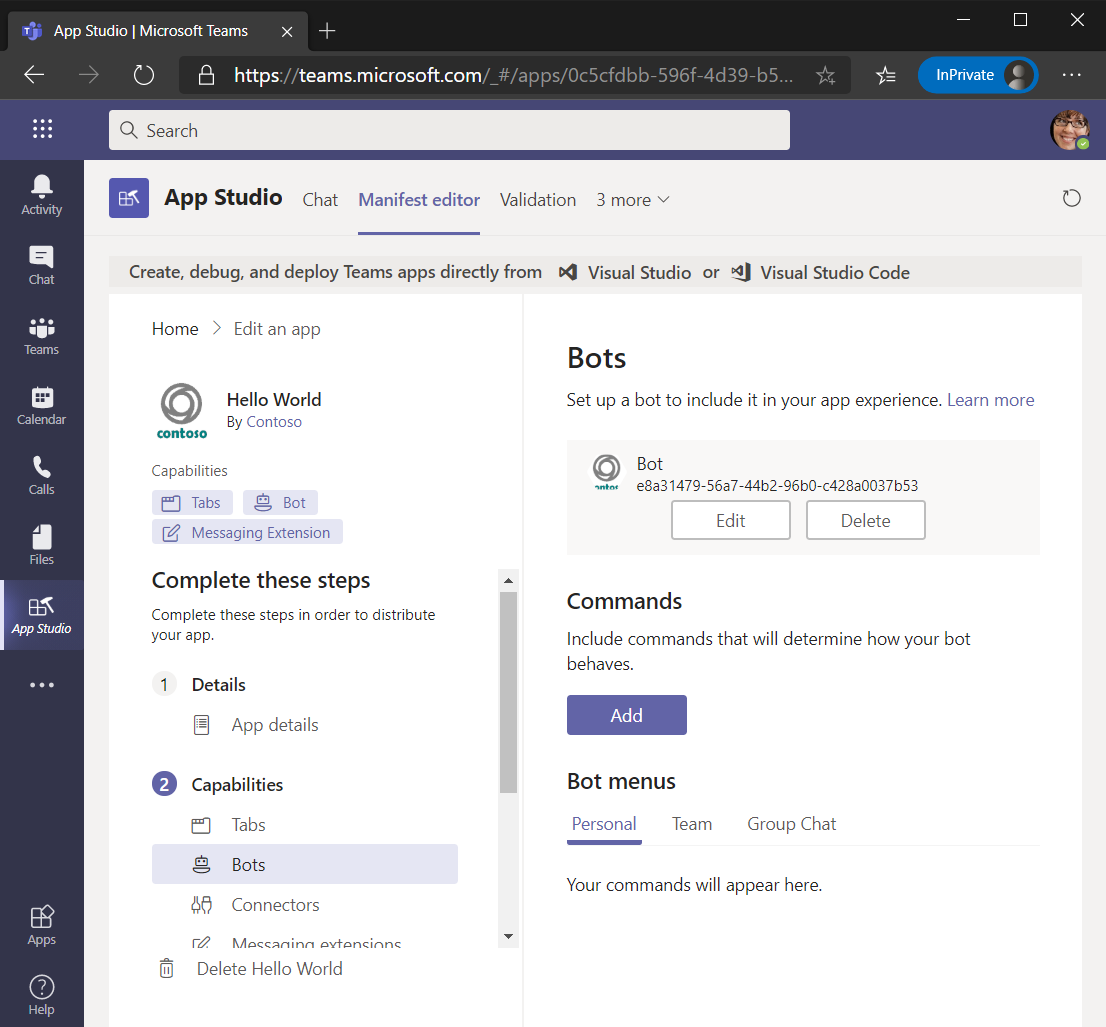 App Studio | Microsoft Teams
https://teams.microsoft.com/_#/apps/0c5cfdbb-596f-4d39-b5...
InPrivate
Search
Activity
Chat
Teams
Calendar
Calls
Files
App Studio
Apps
Help
App Studio
Chat
Manifest editor
Validation
3 more
Create, debug, and deploy Teams apps directly from Visual Studio or Visual Studio Code
Home > Edit an app
contoso
Hello World
By Contoso
Capabilities
Tabs
Bot
Messaging Extension
Complete these steps
Complete these steps in order to distribute
your app.
1 Details
App details
2 Capabilities
Tabs
Bots
Connectors
Messaging extensions
Delete Hello World
Bots
Set up a bot to include it in your app experience. Learn more
Bot
e8a31479-56a7-44b2-96b0-c428a0037b53
Edit
Delete
Commands
Include commands that will determine how your bot
behaves.
Add
Bot menus
Personal
Team
Group Chat
Your commands will appear here.